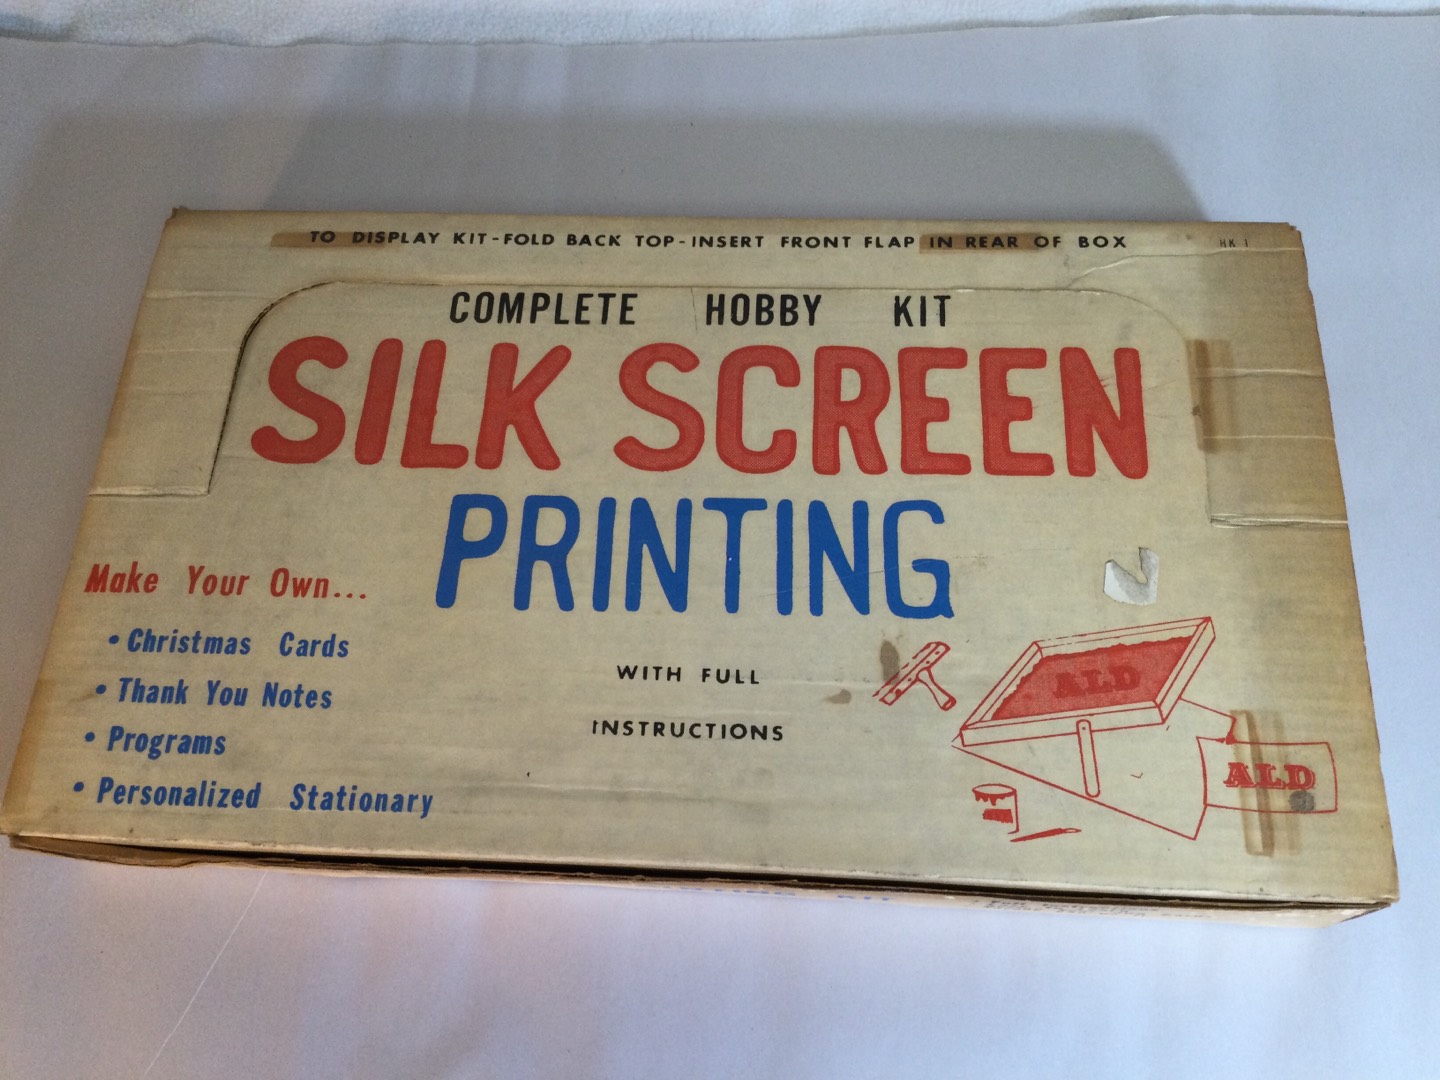 TO DISPLAY KIT-FOLD BACK TOP-INSERT FRONT FLAP IN REAR OF BOX
HK 1
COMPLETE HOBBY KIT
SILK SCREEN
PRINTING
Make Your Own...
• Christmas Cards
• Thank You Notes
• Programs
• Personalized Stationary
WITH FULL
INSTRUCTIONS
ALD
ALD
KIT